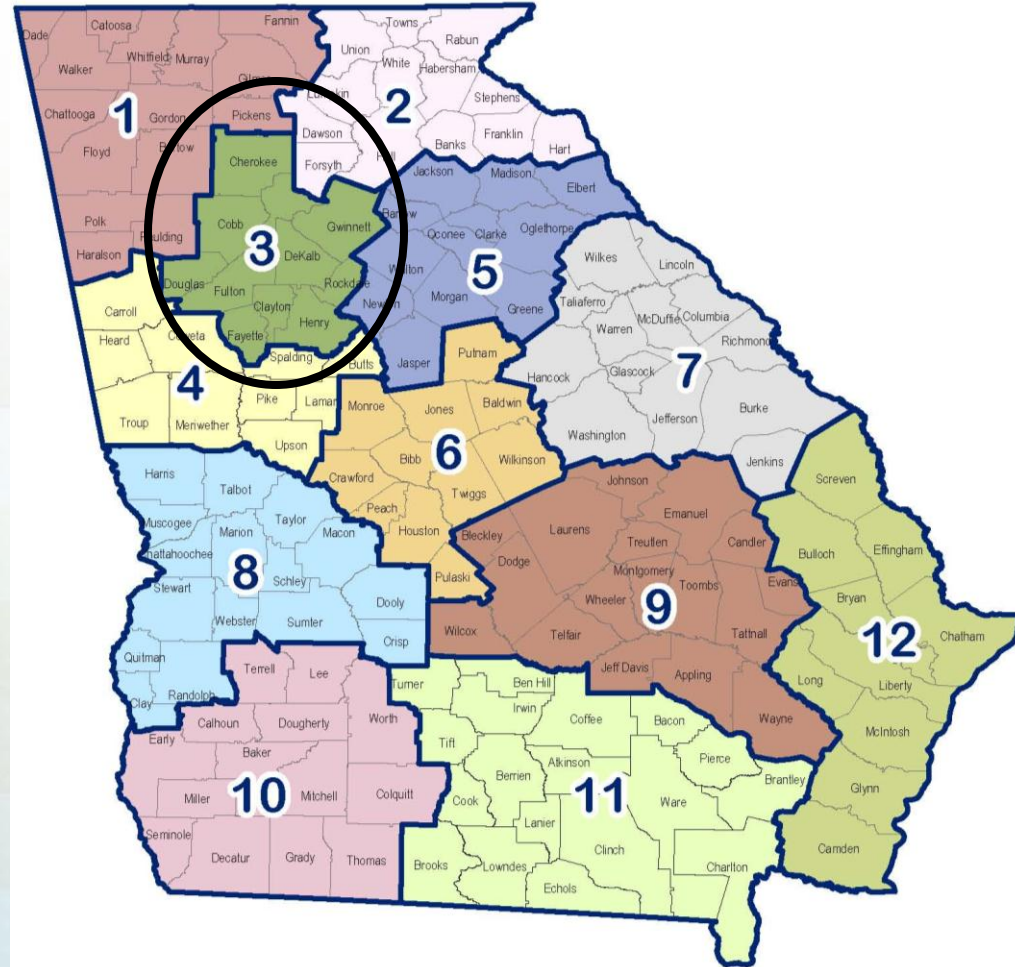 Dade
Catoosa
Fannin
Whitfield
Murray
Walker
1
Chattooga
Gordon
Pickens
Floyd
Polk
Haralson
Towns
Rabun
Union
White
Habersham
2
Stephens
Dawson
Franklin
Banks
Hart
Forsyth
Cherokee
Cobb
Gwinnett
3
DeKalb
Douglas
Fulton
Rockdale
Clayton
Henry
Fayette
Carroll
Heard
Spalding
Butts
4
Pike
Lamar
Troup
Meriwether
Upson
Jackson
Madison
Elbert
Oconee
Clarke
Oglethorpe
5
Morgan
Greene
Jasper
Putnam
Monroe
Jones
Baldwin
6
Bibb
Wilkinson
Crawford
Twiggs
Peach
Houston
Pulaski
Wilkes
Lincoln
Taliaferro
McDuffie
Columbia
Warren
Richmond
7
Hancock
Glascock
Jefferson
Burke
Washington
Jenkins
Harris
Talbot
Taylor
Muscogee
Marion
Macon
hattahoochee
8
Schley
Stewart
Dooly
Webster
Sumter
Crisp
Quitman
Clay
Randolph
Johnson
Emanuel
Laurens
Bleckley
Treutlen
Candler
Dodge
Montgomery
Toombs
Evans
Wheeler
9
Wilcox
Telfair
Tattnall
Jeff Davis
Appling
Wayne
Terrell
Lee
Calhoun
Dougherty
Worth
Early
Baker
Miller
10
Mitchell
Colquitt
Seminole
Decatur
Grady
Thomas
Turner
Ben Hill
Irwin
Coffee
Bacon
Tift
Pierce
Atkinson
Berrien
Brantley
Cook
11
Ware
Lanier
Clinch
Brooks
Lowndes
Charlton
Echols
Screven
Bulloch
Effingham
Bryan
12
Chatham
Long
Liberty
McIntosh
Glynn
Camden